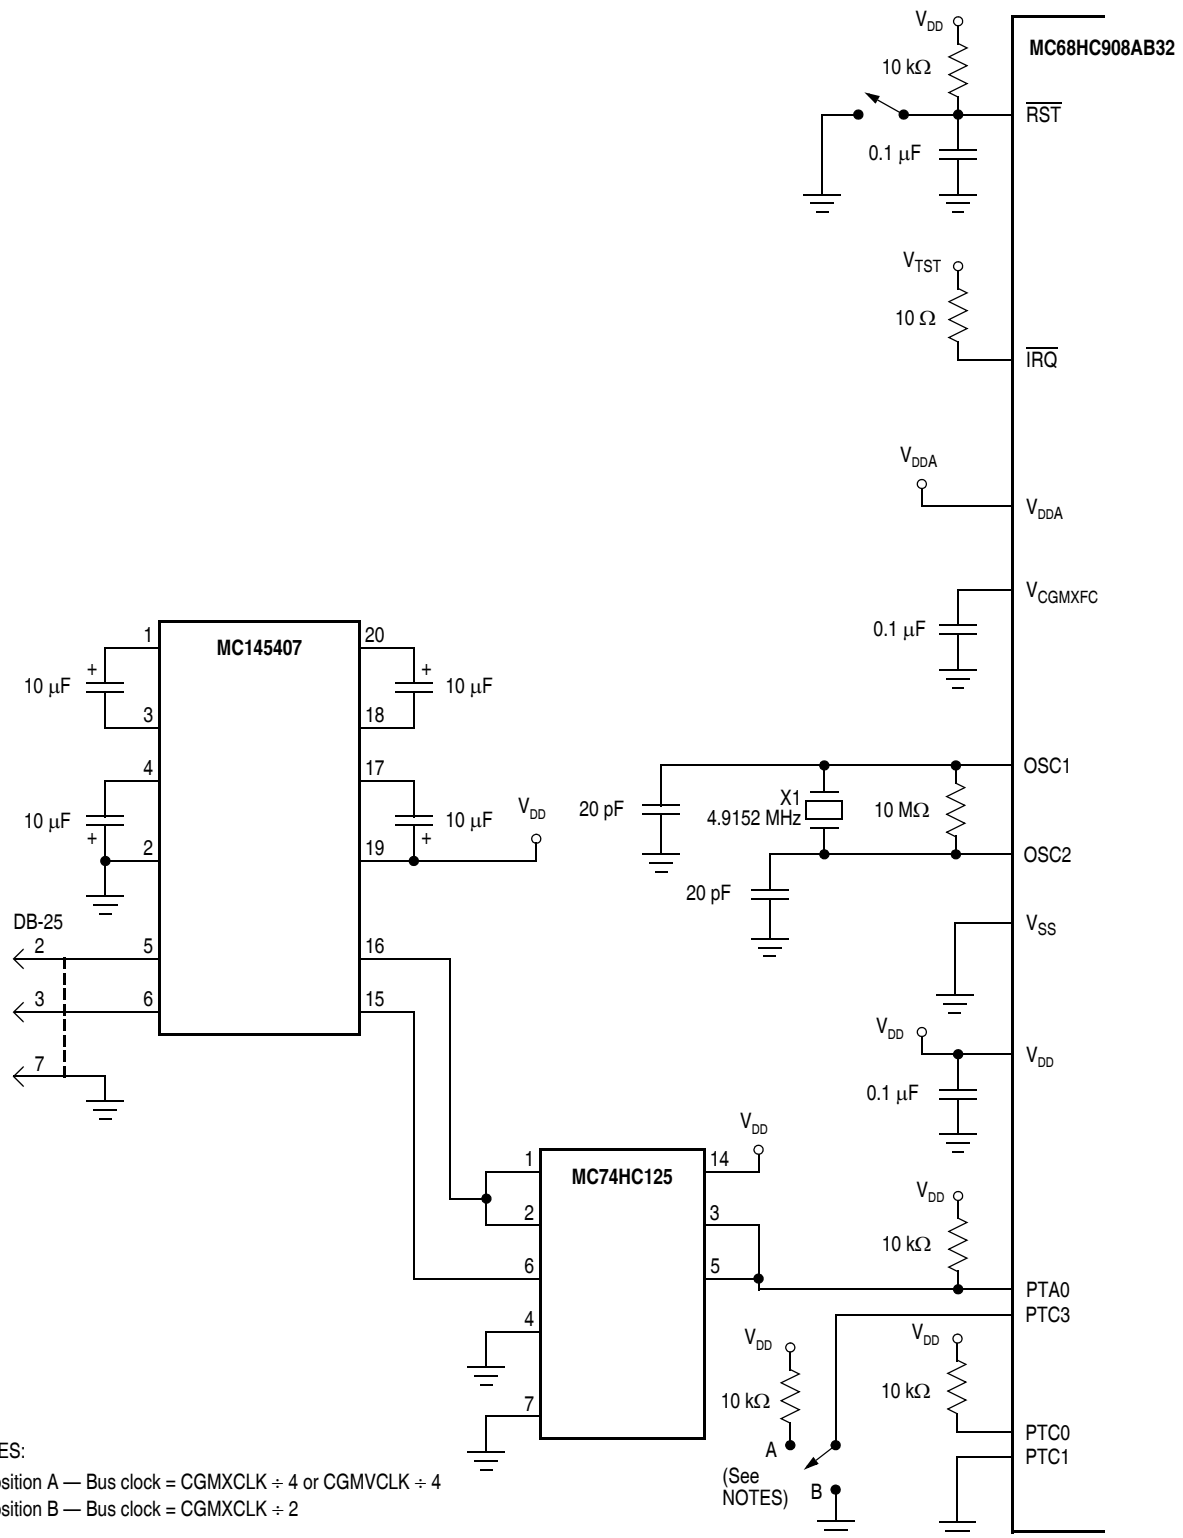 VDD
MC68HC908AB32
10 kΩ
RST
0.1 µF
VTST
10 Ω
IRQ
VDDA
VDDA
VCGMXFC
0.1 µF
1
MC145407
20
10 µF
+
+
10 µF
3
18
4
17
10 µF
+
+
10 µF
VDD
2
19
OSC1
20 pF
X1
4.9152 MHz
10 MΩ
OSC2
20 pF
VSS
DB-25
2
5
16
3
6
15
7
VDD
VDD
0.1 µF
VDD
1
MC74HC125
14
2
3
6
5
4
7
VDD
10 kΩ
PTA0
PTC3
VDD
10 kΩ
VDD
10 kΩ
PTC0
PTC1
A
(See
NOTES)
B
ES:
sition A — Bus clock = CGMXCLK ÷ 4 or CGMVCLK ÷ 4
sition B — Bus clock = CGMXCLK ÷ 2